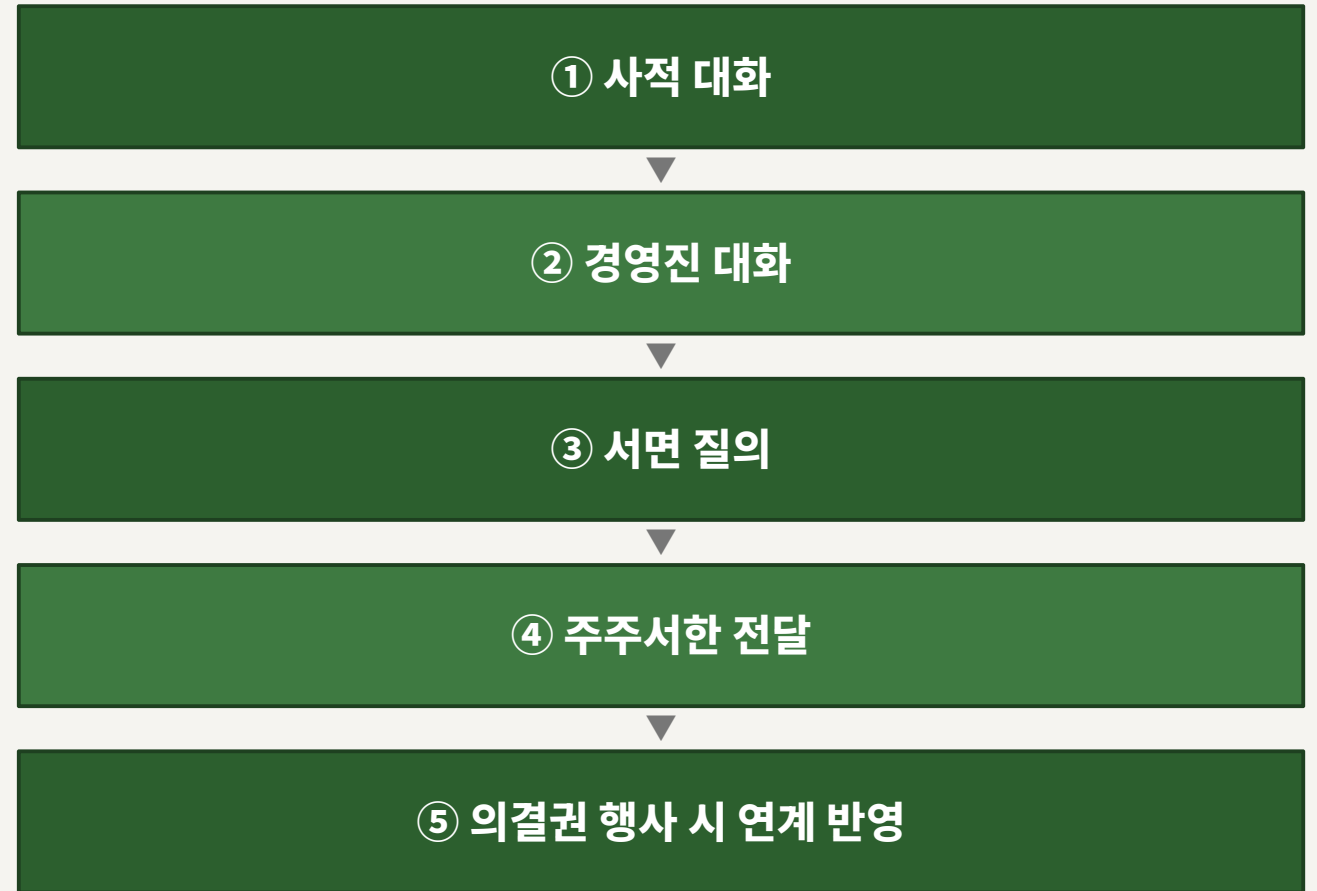 ① 사적 대화
② 경영진 대화
③ 서면 질의
④ 주주서한 전달
⑤ 의결권 행사 시 연계 반영